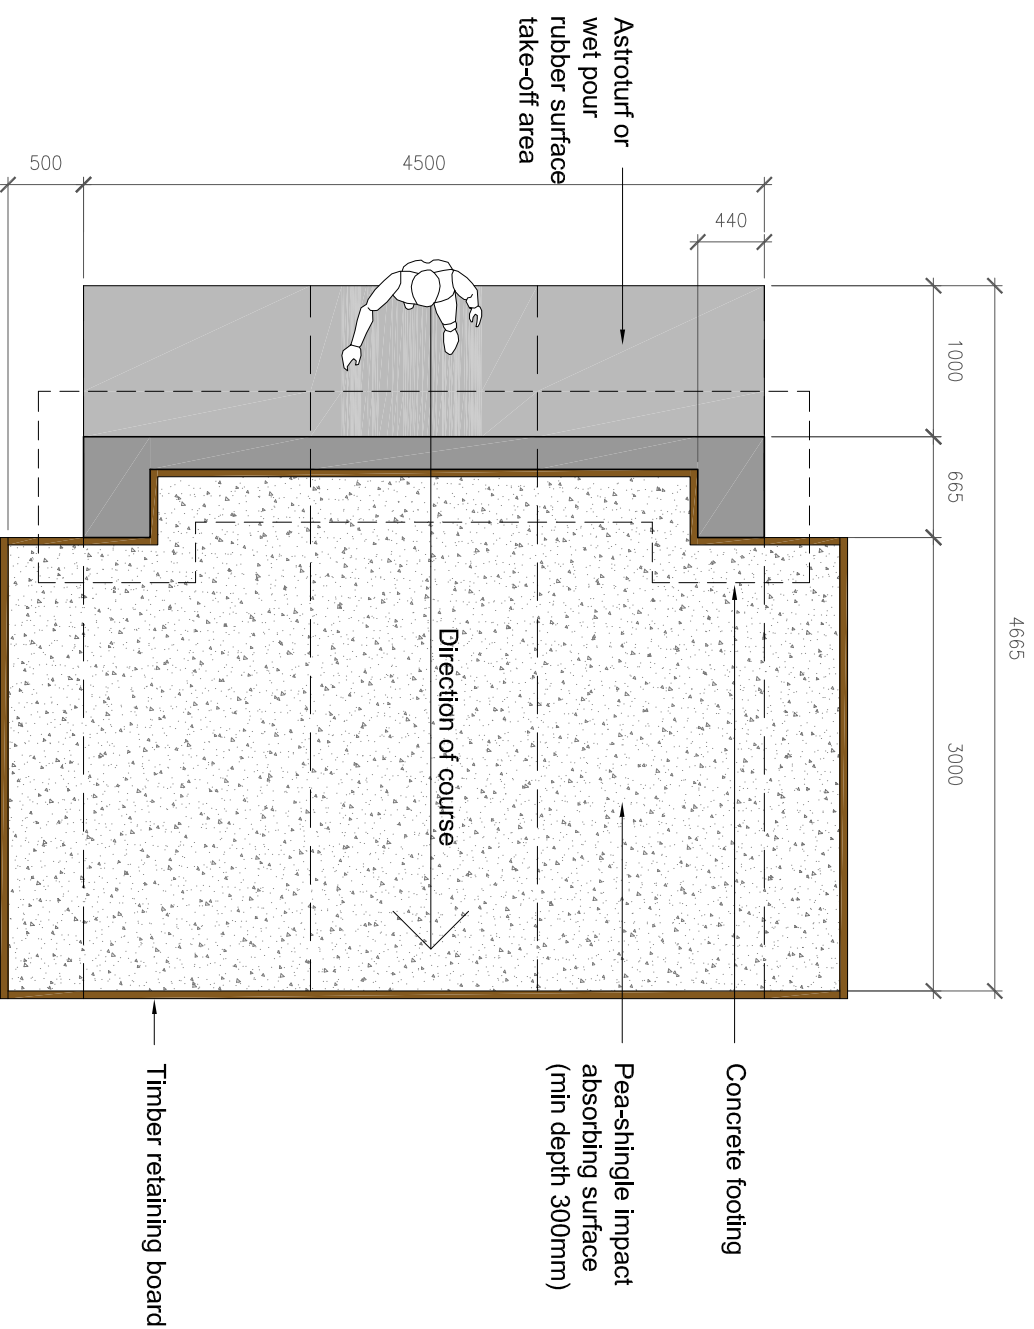 Astroturf or
wet pour
rubber surface
take-off area
500
4500
440
1000
665
3000
4665
Direction of course
Concrete footing
Pea-shingle impact
absorbing surface
(min depth 300mm)
Timber retaining board